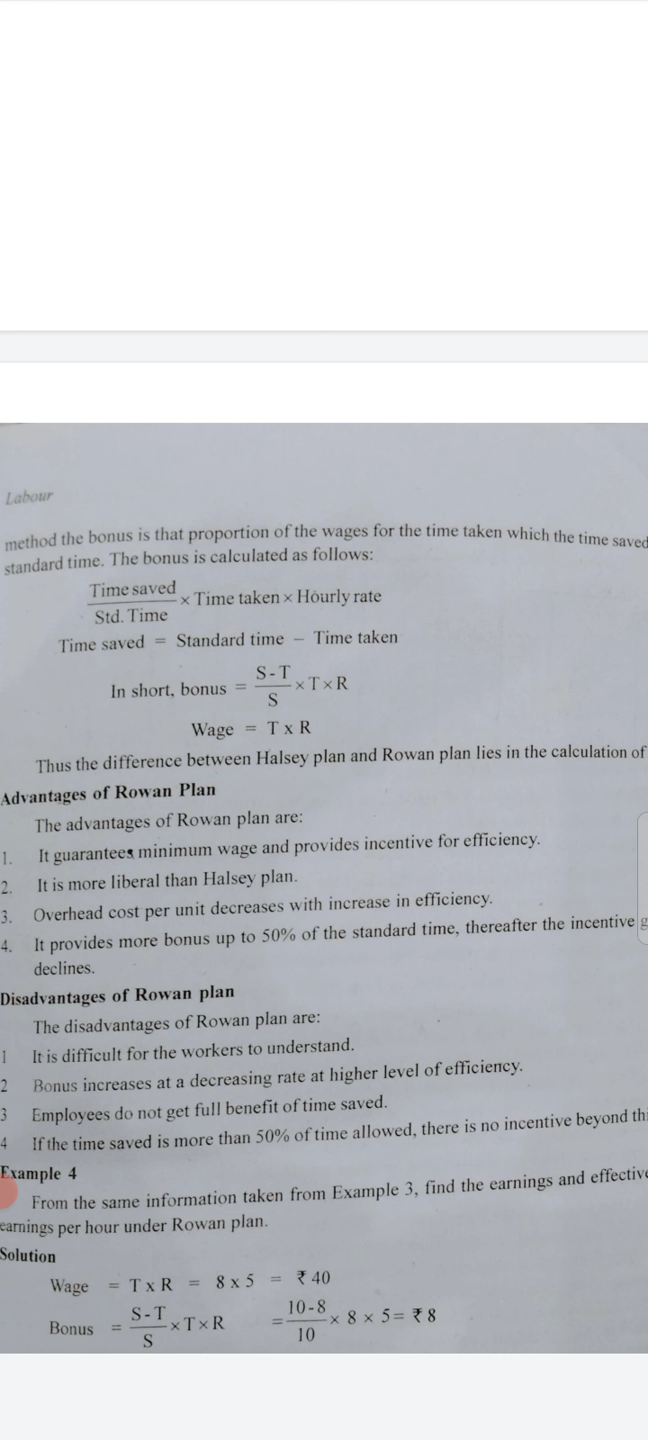 Labour
method the bonus is that proportion of the wages for the time taken which the time saved
standard time. The bonus is calculated as follows:
Time saved / Std. Time × Time taken × Hourly rate
Time saved = Standard time – Time taken
In short, bonus = S-T / S × T × R
Wage = T x R
Thus the difference between Halsey plan and Rowan plan lies in the calculation of
Advantages of Rowan Plan
The advantages of Rowan plan are:
1. It guarantees minimum wage and provides incentive for efficiency.
2. It is more liberal than Halsey plan.
3. Overhead cost per unit decreases with increase in efficiency.
4. It provides more bonus up to 50% of the standard time, thereafter the incentive
declines.
Disadvantages of Rowan plan
The disadvantages of Rowan plan are:
1 It is difficult for the workers to understand.
2 Bonus increases at a decreasing rate at higher level of efficiency.
3 Employees do not get full benefit of time saved.
4 If the time saved is more than 50% of time allowed, there is no incentive beyond
Example 4
From the same information taken from Example 3, find the earnings and effective
earnings per hour under Rowan plan.
Solution
Wage = T x R = 8 x 5 = ₹ 40
Bonus = S-T / S × T × R = 10-8 / 10 × 8 × 5 = ₹ 8